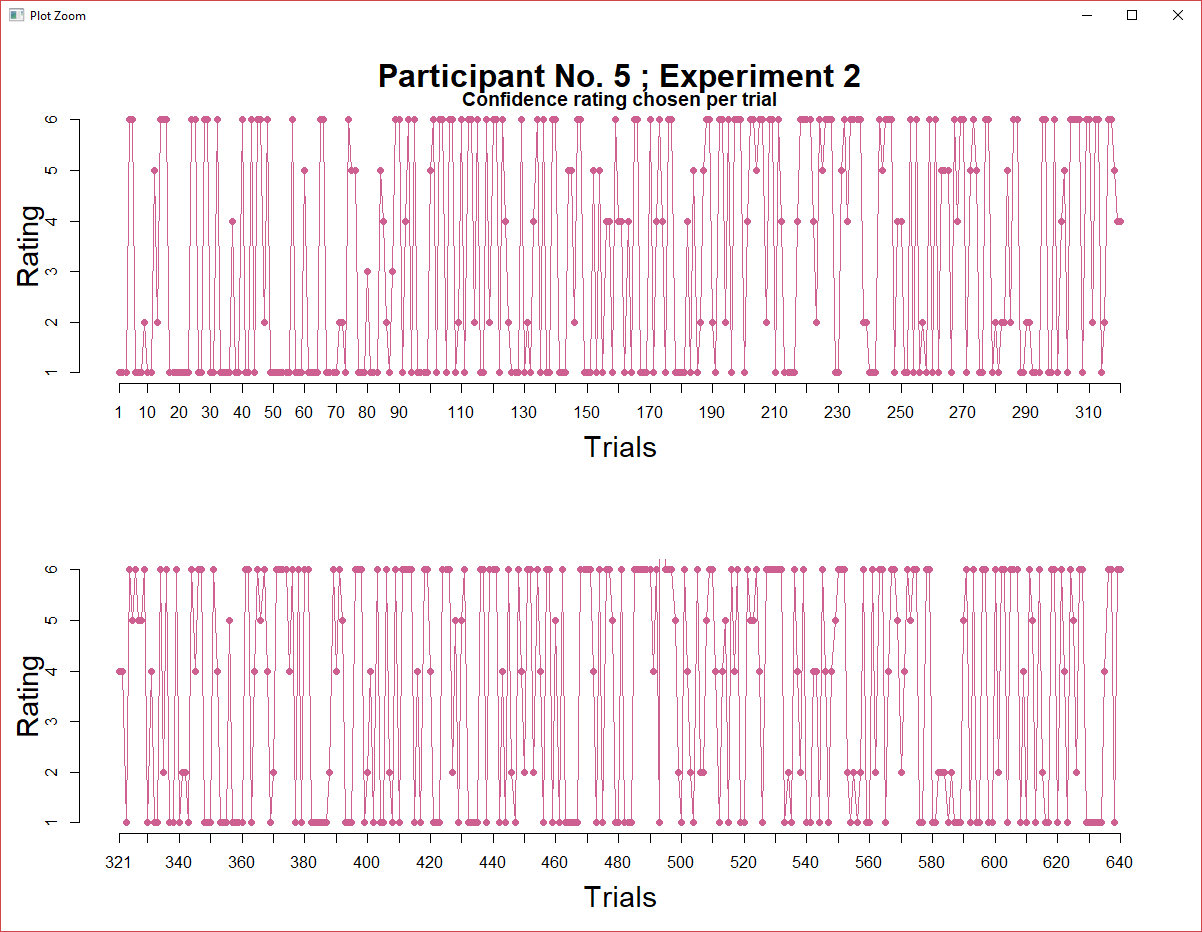 Plot Zoom
Participant No. 5 ; Experiment 2
Confidence rating chosen per trial
Rating
6
5
4
3
2
1
1 10 20 30 40 50 60 70 80 90 110 130 150 170 190 210 230 250 270 290 310
Trials
Rating
6
5
4
3
2
1
321 340 360 380 400 420 440 460 480 500 520 540 560 580 600 620 640
Trials